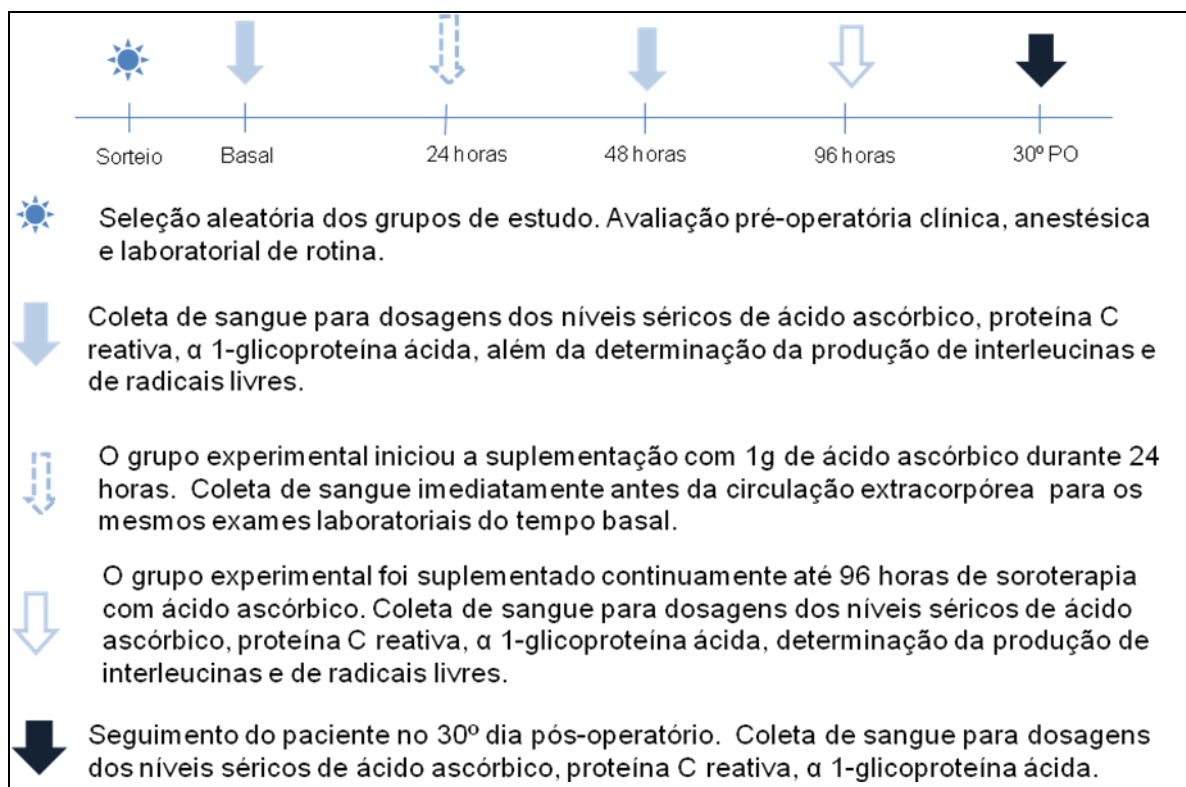 Sorteio Basal 24 horas 48 horas 96 horas 30º PO
Seleção aleatória dos grupos de estudo. Avaliação pré-operatória clínica, anestésica
e laboratorial de rotina.
Coleta de sangue para dosagens dos níveis séricos de ácido ascórbico, proteína C
reativa, α 1-glicoproteína ácida, além da determinação da produção de interleucinas e
de radicais livres.
O grupo experimental iniciou a suplementação com 1g de ácido ascórbico durante 24
horas. Coleta de sangue imediatamente antes da circulação extracorpórea para os
mesmos exames laboratoriais do tempo basal.
O grupo experimental foi suplementado continuamente até 96 horas de soroterapia
com ácido ascórbico. Coleta de sangue para dosagens dos níveis séricos de ácido
ascórbico, proteína C reativa, α 1-glicoproteína ácida, determinação da produção de
interleucinas e de radicais livres.
Seguimento do paciente no 30º dia pós-operatório. Coleta de sangue para dosagens
dos níveis séricos de ácido ascórbico, proteína C reativa, α 1-glicoproteína ácida.